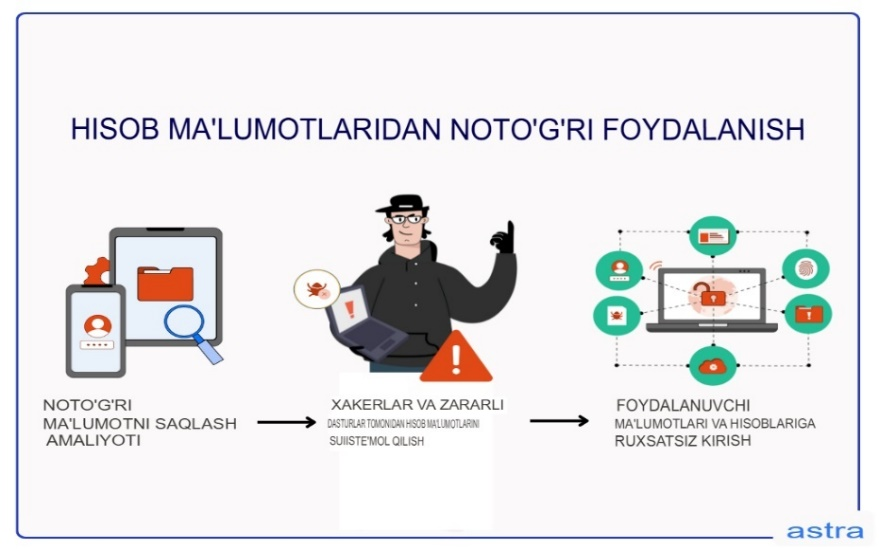 HISOB MA'LUMOTLARIDAN NOTO'G'RI FOYDALANISH
NOTO'G'RI
MA'LUMOTNI SAQLASH
AMALIYOTI
XAKERLAR VA ZARARLI
DASTURLAR TOMONIDAN HISOB MA'LUMOTLARINI
SUIISTE'MOL QILISH
FOYDALANUVCHI
MA'LUMOTLARI VA HISOBLARIGA
RUXSATSIZ KIRISH
astra